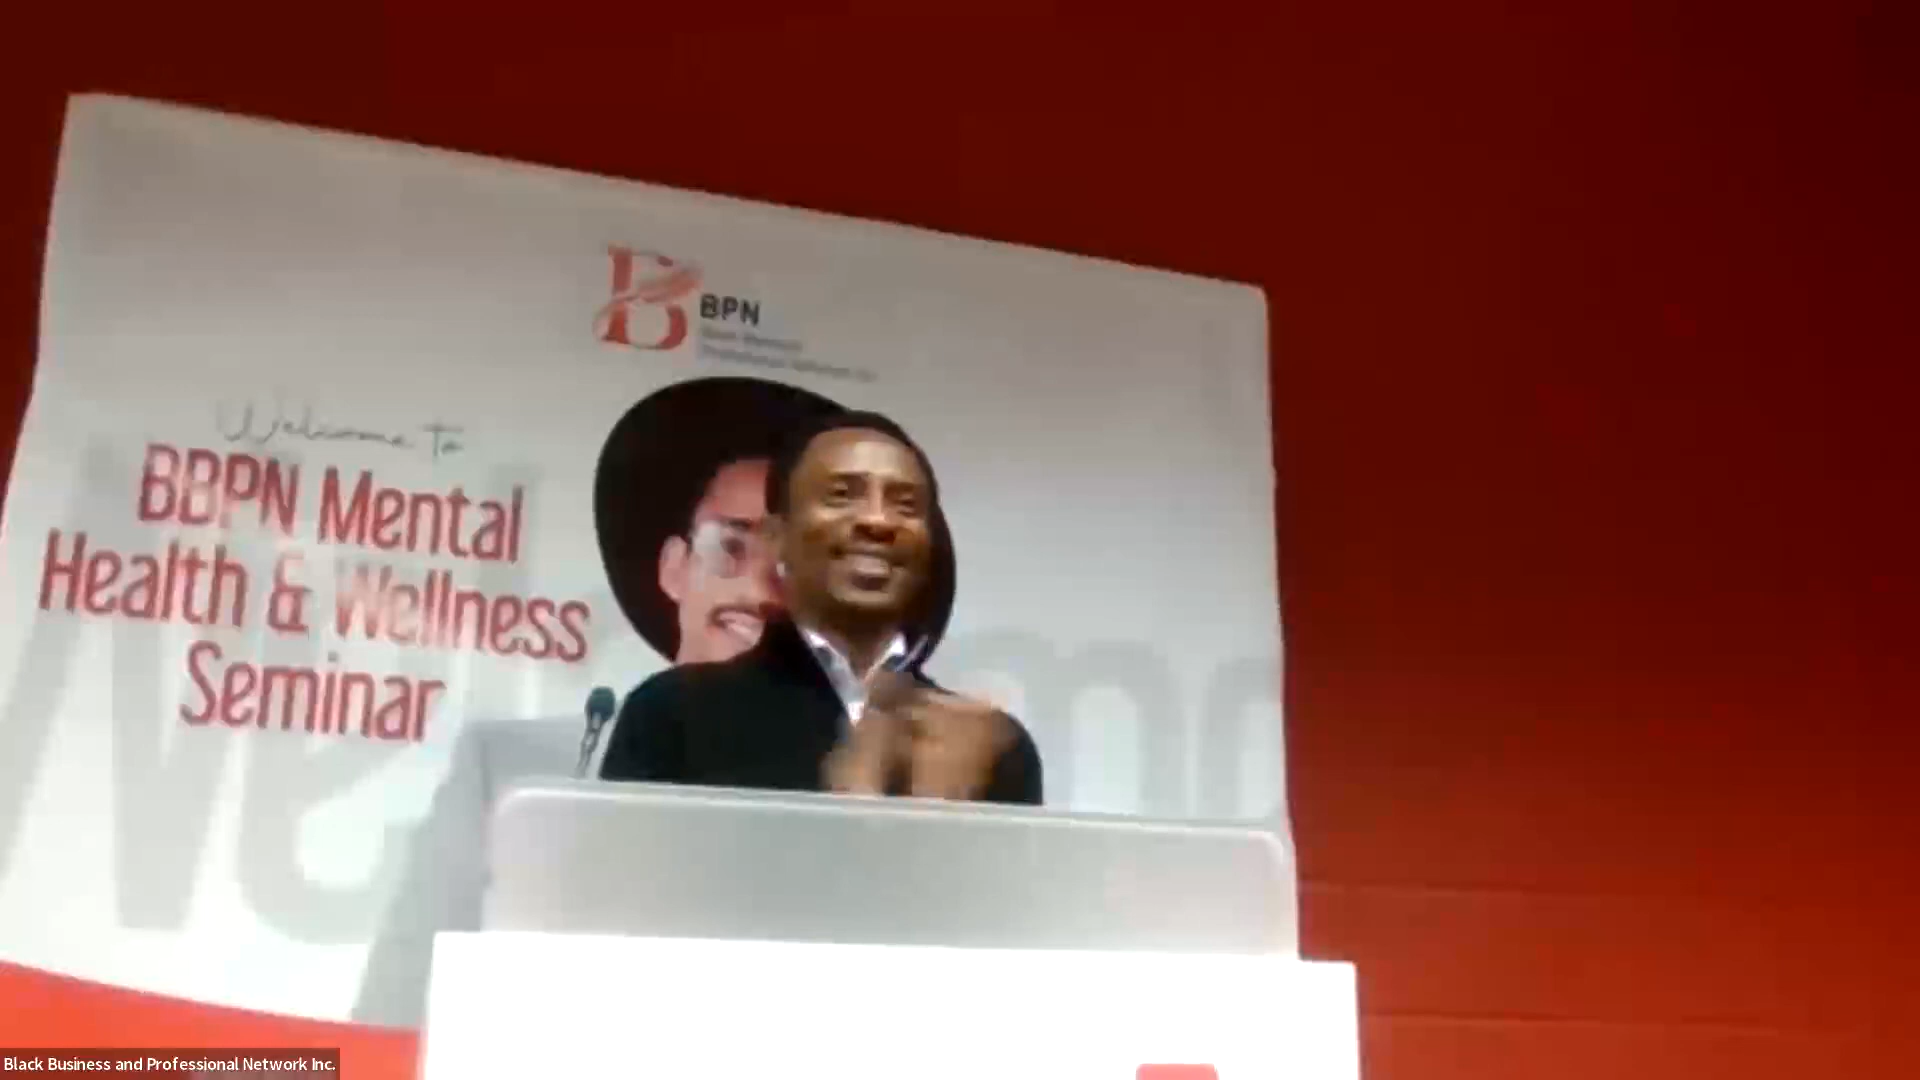 BPN
Welcome to
BBPN Mental
Health & Wellness
Seminar
Black Business and Professional Network Inc.